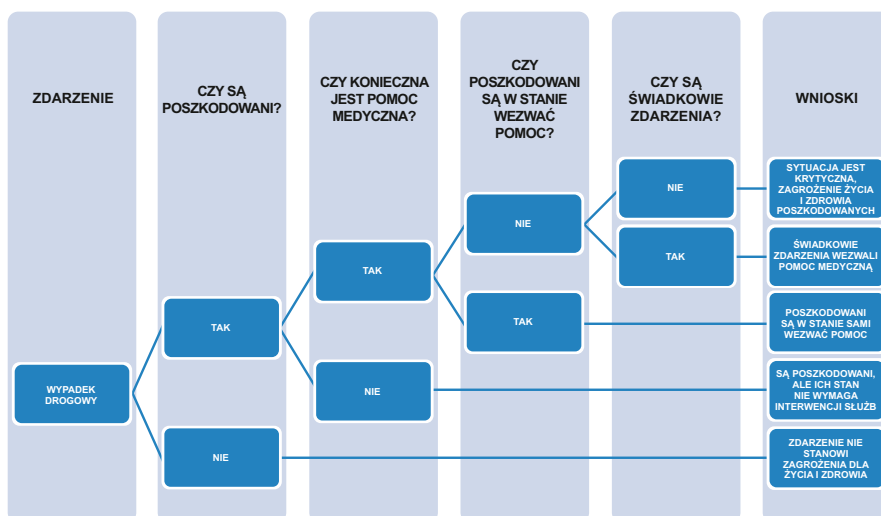 ZDARZENIE
CZY SĄ
POSZKODOWANI?
CZY KONIECZNA
JEST POMOC
MEDYCZNA?
CZY
POSZKODOWANI
SĄ W STANIE
WEZWAĆ
POMOC?
CZY SĄ
ŚWIADKOWIE
ZDARZENIA?
WNIOSKI
WYPADEK
DROGOWY
TAK
NIE
TAK
NIE
NIE
TAK
NIE
TAK
SYTUACJA JEST
KRYTYCZNA,
ZAGROŻENIE ŻYCIA
I ZDROWIA
POSZKODOWANYCH
ŚWIADKOWIE
ZDARZENIA WEZWALI
POMOC MEDYCZNĄ
POSZKODOWANI
SĄ W STANIE SAMI
WEZWAĆ POMOC
SĄ POSZKODOWANI,
ALE ICH STAN
NIE WYMAGA
INTERWENCJI SŁUŻB
ZDARZENIE NIE
STANOWI
ZAGROŻENIA DLA
ŻYCIA I ZDROWIA